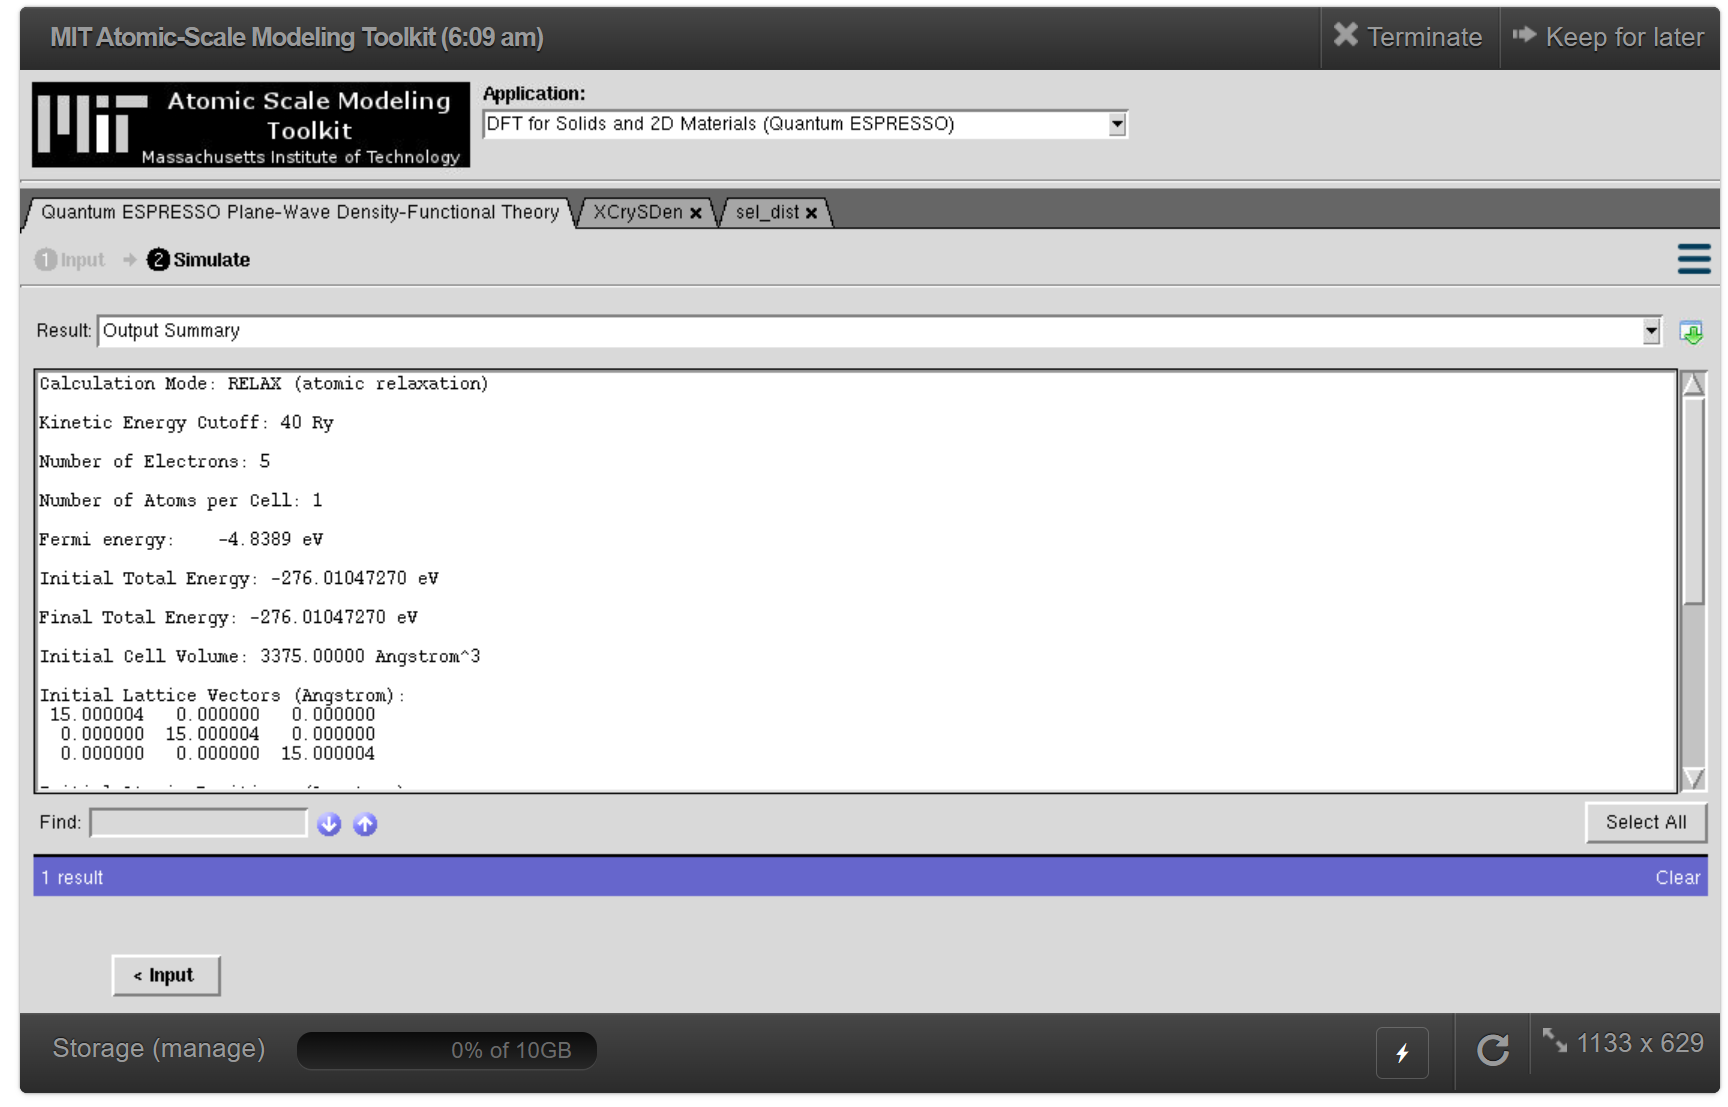 MIT Atomic-Scale Modeling Toolkit (6:09 am)
Terminate
Keep for later
Atomic Scale Modeling
Toolkit
Massachusetts Institute of Technology
Application:
DFT for Solids and 2D Materials (Quantum ESPRESSO)
Quantum ESPRESSO Plane-Wave Density-Functional Theory
XCrySDen
sel_dist
1 Input
2 Simulate
Result: Output Summary
Calculation Mode: RELAX (atomic relaxation)
Kinetic Energy Cutoff: 40 Ry
Number of Electrons: 5
Number of Atoms per Cell: 1
Fermi energy: -4.8389 eV
Initial Total Energy: -276.01047270 eV
Final Total Energy: -276.01047270 eV
Initial Cell Volume: 3375.00000 Angstrom^3
Initial Lattice Vectors (Angstrom):
15.000004 0.000000 0.000000
0.000000 15.000004 0.000000
0.000000 0.000000 15.000004
Find:
Select All
1 result
Clear
< Input
Storage (manage)
0% of 10GB
1133 x 629